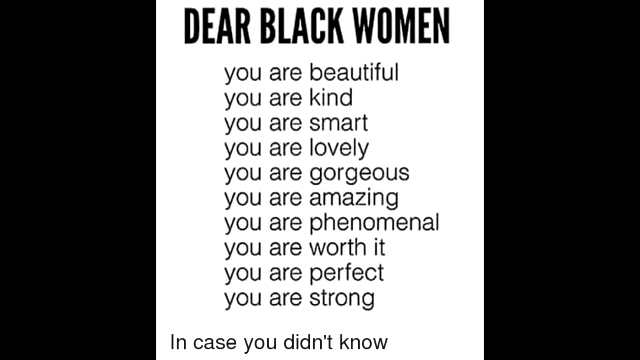 DEAR BLACK WOMEN
you are beautiful
you are kind
you are smart
you are lovely
you are gorgeous
you are amazing
you are phenomenal
you are worth it
you are perfect
you are strong
In case you didn't know